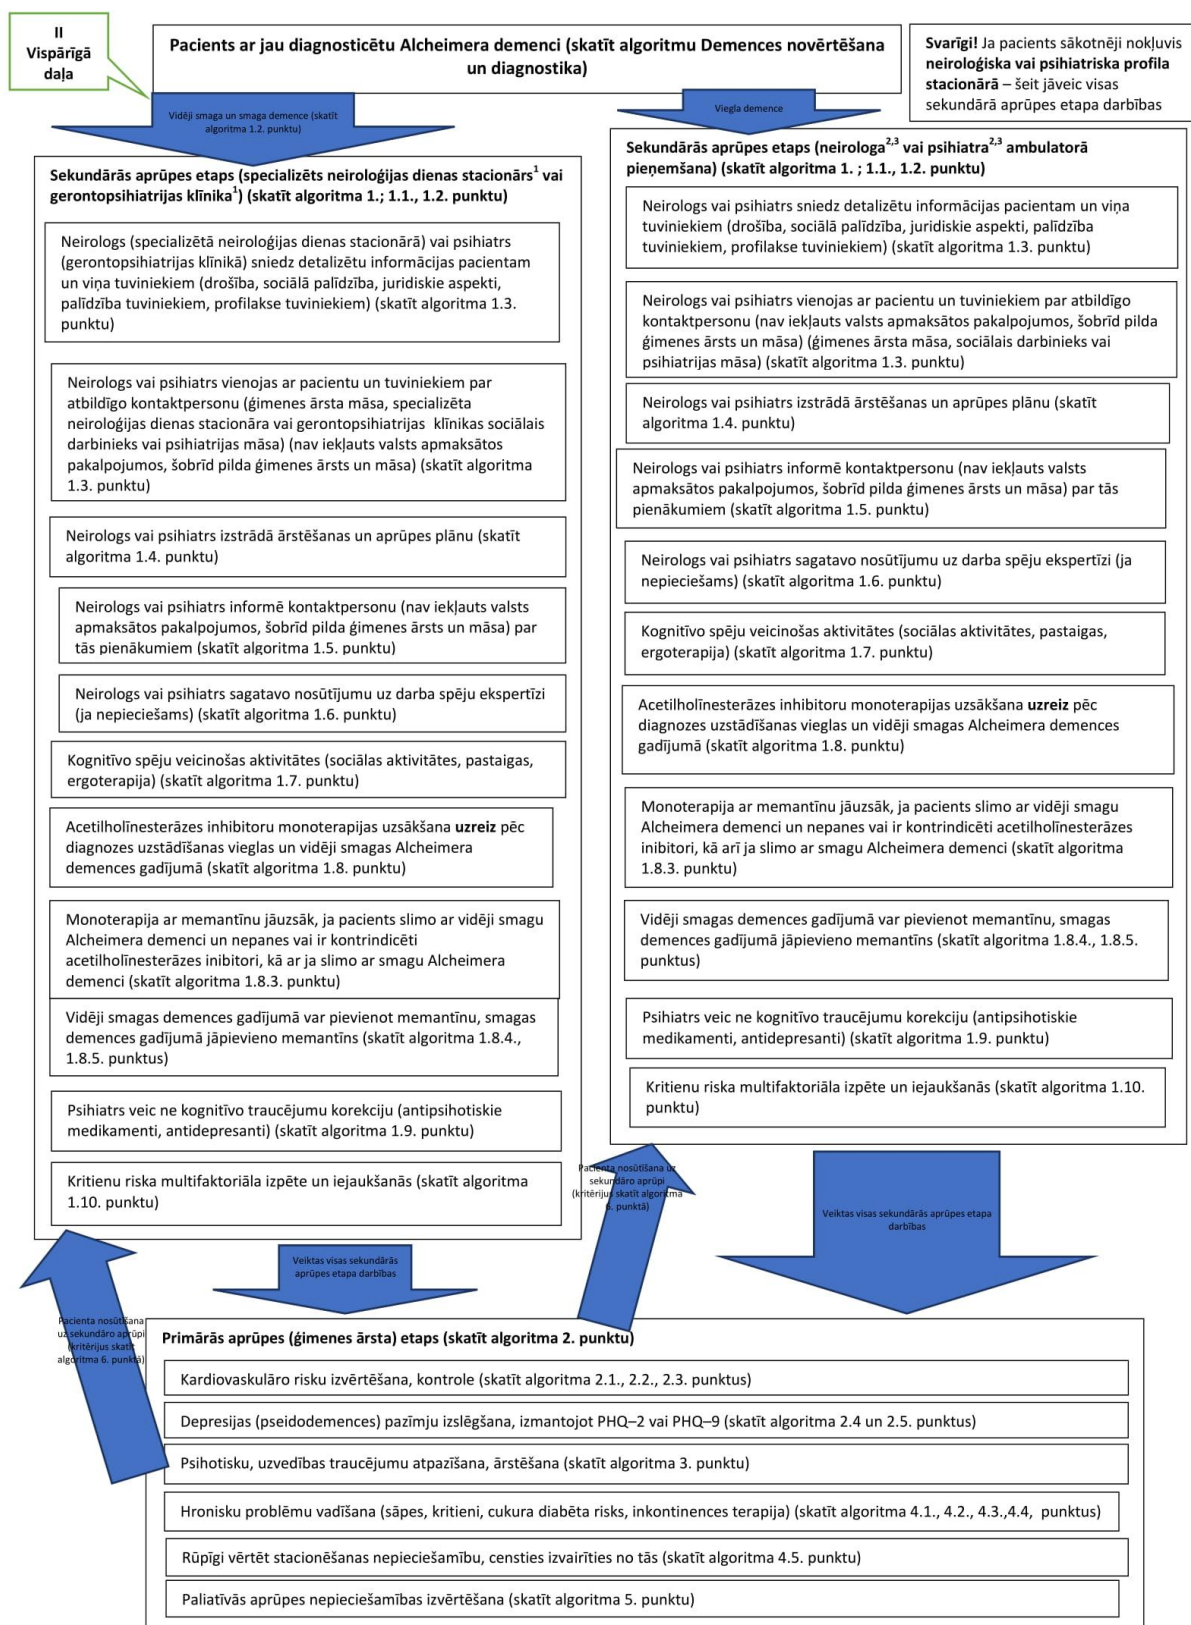 II
Vispārīgā
daļa
Pacients ar jau diagnosticētu Alcheimera demenci (skatīt algoritmu Demences novērtēšana
un diagnostika)
Svarīgi! Ja pacients sākotnēji nokļuvis
neiroloģiska vai psihiatriska profila
stacionārā – šeit jāveic visas
sekundārā aprūpes etapa darbības
Vidēji smaga un smaga demence (skatīt
algoritma 1.2. punktu)
Viegla demence
Sekundārās aprūpes etaps (specializēts neiroloģijas dienas stacionārs1 vai
gerontopsihiatrijas klīnika1) (skatīt algoritma 1.; 1.1., 1.2. punktu)
Neirologs (specializētā neiroloģijas dienas stacionārā) vai psihiatrs
(gerontopsihiatrijas klīnikā) sniedz detalizētu informācijas pacientam
un viņa tuviniekiem (drošība, sociālā palīdzība, juridiskie aspekti,
palīdzība tuviniekiem, profilakse tuviniekiem) (skatīt algoritma 1.3.
punktu)
Neirologs vai psihiatrs vienojas ar pacientu un tuviniekiem par
atbildīgo kontaktpersonu (ģimenes ārsta māsa, specializēta
neiroloģijas dienas stacionāra vai gerontopsihiatrijas klīnikas sociālais
darbinieks vai psihiatrijas māsa) (nav iekļauts valsts apmaksātos
pakalpojumos, šobrīd pilda ģimenes ārsts un māsa) (skatīt algoritma
1.3. punktu)
Neirologs vai psihiatrs izstrādā ārstēšanas un aprūpes plānu (skatīt
algoritma 1.4. punktu)
Neirologs vai psihiatrs informē kontaktpersonu (nav iekļauts valsts
apmaksātos pakalpojumos, šobrīd pilda ģimenes ārsts un māsa) par
tās pienākumiem (skatīt algoritma 1.5. punktu)
Neirologs vai psihiatrs sagatavo nosūtījumu uz darba spēju ekspertīzi
(ja nepieciešams) (skatīt algoritma 1.6. punktu)
Kognitīvo spēju veicinošas aktivitātes (sociālas aktivitātes, pastaigas,
ergoterapija) (skatīt algoritma 1.7. punktu)
Acetilholīnesterāzes inhibitoru monoterapijas uzsākšana uzreiz pēc
diagnozes uzstādīšanas vieglas un vidēji smagas Alcheimera
demences gadījumā (skatīt algoritma 1.8. punktu)
Monoterapija ar memantīnu jāuzsāk, ja pacients slimo ar vidēji smagu
Alcheimera demenci un nepanes vai ir kontrindicēti
acetilholīnesterāzes inibitori, kā ar ja slimo ar smagu Alcheimera
demenci (skatīt algoritma 1.8.3. punktu)
Vidēji smagas demences gadījumā var pievienot memantīnu, smagas
demences gadījumā jāpievieno memantīns (skatīt algoritma 1.8.4.,
1.8.5. punktus)
Psihiatrs veic ne kognitīvo traucējumu korekciju (antipsihotiskie
medikamenti, antidepresanti) (skatīt algoritma 1.9. punktu)
Kritienu riska multifaktoriāla izpēte un iejaukšanās (skatīt algoritma
1.10. punktu)
Sekundārās aprūpes etaps (neirologa2,3 vai psihiatra2,3 ambulatorā
pieņemšana) (skatīt algoritma 1. ; 1.1., 1.2. punktu)
Neirologs vai psihiatrs sniedz detalizētu informācijas pacientam un viņa
tuviniekiem (drošība, sociālā palīdzība, juridiskie aspekti, palīdzība
tuviniekiem, profilakse tuviniekiem) (skatīt algoritma 1.3. punktu)
Neirologs vai psihiatrs vienojas ar pacientu un tuviniekiem par atbildīgo
kontaktpersonu (nav iekļauts valsts apmaksātos pakalpojumos, šobrīd pilda
ģimenes ārsts un māsa) (ģimenes ārsta māsa, sociālais darbinieks vai
psihiatrijas māsa) (skatīt algoritma 1.3. punktu)
Neirologs vai psihiatrs izstrādā ārstēšanas un aprūpes plānu (skatīt
algoritma 1.4. punktu)
Neirologs vai psihiatrs informē kontaktpersonu (nav iekļauts valsts
apmaksātos pakalpojumos, šobrīd pilda ģimenes ārsts un māsa) par tās
pienākumiem (skatīt algoritma 1.5. punktu)
Neirologs vai psihiatrs sagatavo nosūtījumu uz darba spēju ekspertīzi (ja
nepieciešams) (skatīt algoritma 1.6. punktu)
Kognitīvo spēju veicinošas aktivitātes (sociālas aktivitātes, pastaigas,
ergoterapija) (skatīt algoritma 1.7. punktu)
Acetilholīnesterāzes inhibitoru monoterapijas uzsākšana uzreiz pēc
diagnozes uzstādīšanas vieglas un vidēji smagas Alcheimera demences
gadījumā (skatīt algoritma 1.8. punktu)
Monoterapija ar memantīnu jāuzsāk, ja pacients slimo ar vidēji smagu
Alcheimera demenci un nepanes vai ir kontrindicēti acetilholīnesterāzes
inibitori, kā arī ja slimo ar smagu Alcheimera demenci (skatīt algoritma
1.8.3. punktu)
Vidēji smagas demences gadījumā var pievienot memantīnu, smagas
demences gadījumā jāpievieno memantīns (skatīt algoritma 1.8.4., 1.8.5.
punktus)
Psihiatrs veic ne kognitīvo traucējumu korekciju (antipsihotiskie
medikamenti, antidepresanti) (skatīt algoritma 1.9. punktu)
Kritienu riska multifaktoriāla izpēte un iejaukšanās (skatīt algoritma 1.10.
punktu)
Pacienta nosūtīšana uz
sekundāro aprūpi
(kritērijus skatīt algoritma
6. punktā)
Veiktas visas sekundārās aprūpes etapa
darbības
Veiktas visas sekundārās
aprūpes etapa darbības
Pacienta nosūtīšana
uz sekundāro aprūpi
(kritērijus skatīt
algoritma 6. punktā)
Primārās aprūpes (ģimenes ārsta) etaps (skatīt algoritma 2. punktu)
Kardiovaskulāro risku izvērtēšana, kontrole (skatīt algoritma 2.1., 2.2., 2.3. punktus)
Depresijas (pseidodemences) pazīmju izslēgšana, izmantojot PHQ–2 vai PHQ–9 (skatīt algoritma 2.4 un 2.5. punktus)
Psihotisku, uzvedības traucējumu atpazīšana, ārstēšana (skatīt algoritma 3. punktu)
Hronisku problēmu vadīšana (sāpes, kritieni, cukura diabēta risks, inkontinences terapija) (skatīt algoritma 4.1., 4.2., 4.3.,4.4, punktus)
Rūpīgi vērtēt stacionēšanas nepieciešamību, censties izvairīties no tās (skatīt algoritma 4.5. punktu)
Paliatīvās aprūpes nepieciešamības izvērtēšana (skatīt algoritma 5. punktu)